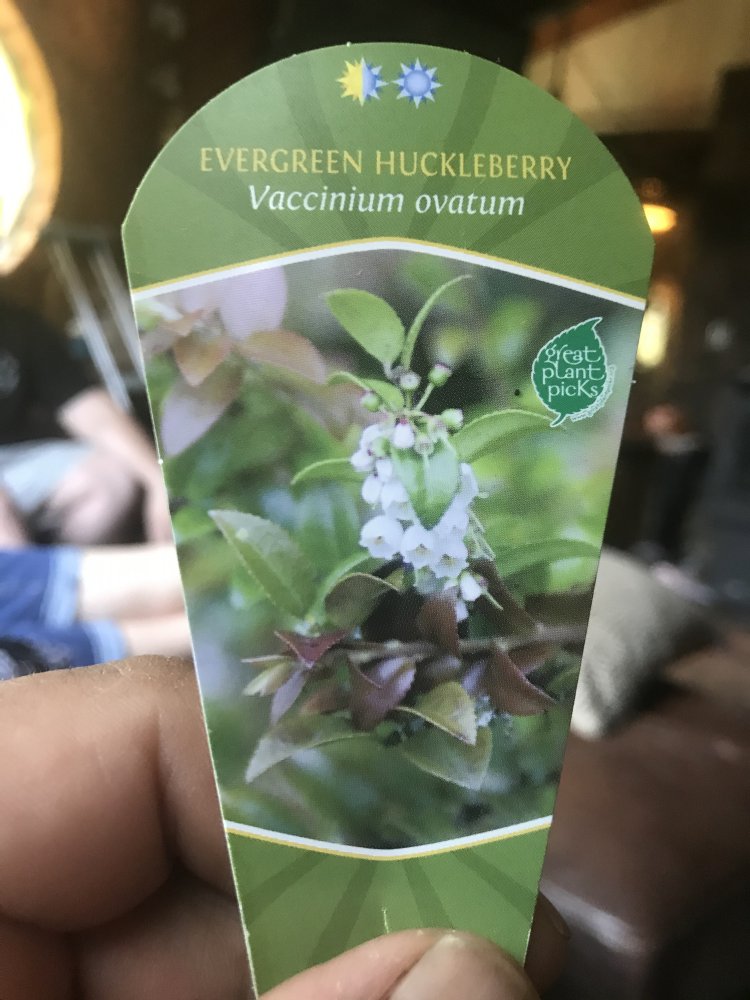 EVERGREEN HUCKLEBERRY
Vaccinium ovatum
great
plant
picks